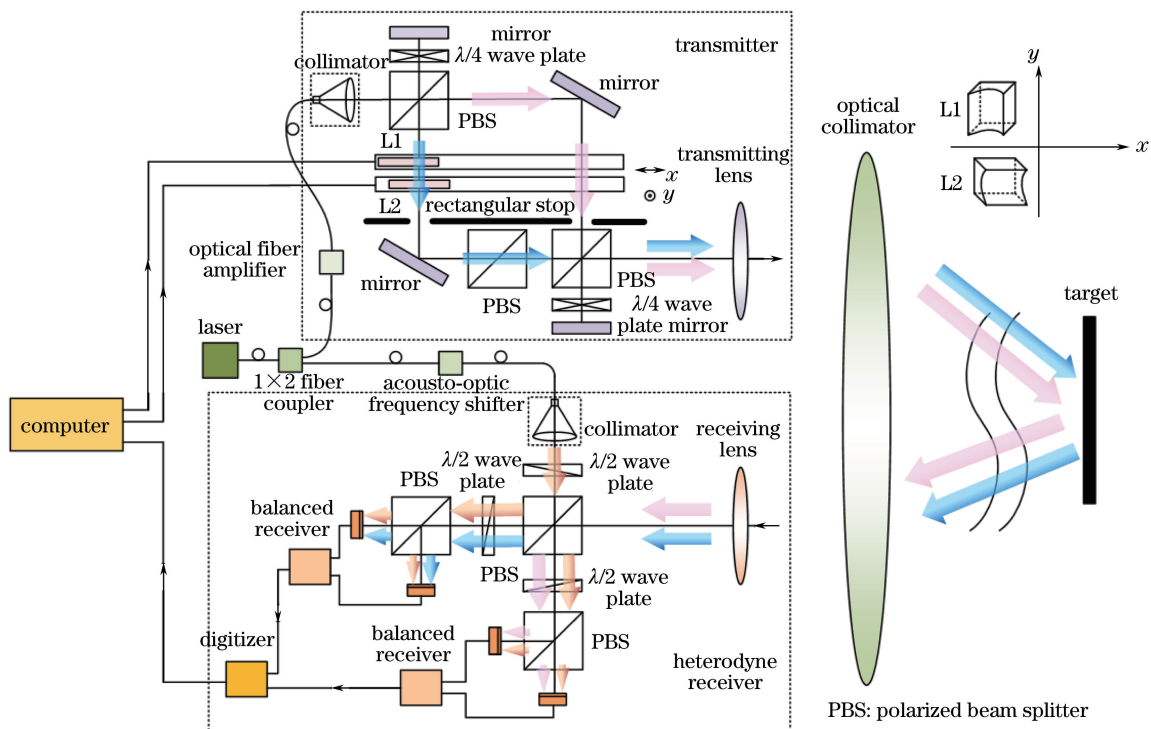 mirror
λ/4 wave plate
transmitter
collimator
mirror
PBS
L1
transmitting
lens
x
y
L2
rectangular stop
optical fiber
amplifier
mirror
PBS
PBS
λ/4 wave
plate mirror
laser
1×2 fiber
coupler
acousto-optic
frequency shifter
computer
collimator
receiving
lens
λ/2 wave
plate
λ/2 wave
plate
PBS
balanced
receiver
PBS
λ/2 wave
plate
digitizer
balanced
receiver
PBS
heterodyne
receiver
optical
collimator
y
L1
x
L2
target
PBS: polarized beam splitter